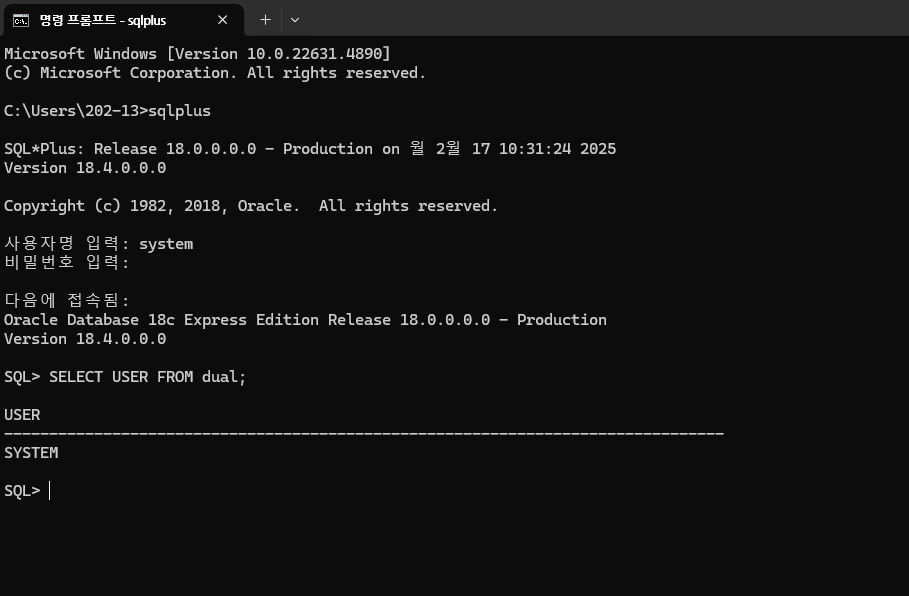 명령 프롬프트 - sqlplus
Microsoft Windows [Version 10.0.22631.4890]
(c) Microsoft Corporation. All rights reserved.
C:\Users\202-13>sqlplus
SQL*Plus: Release 18.0.0.0.0 - Production on 월 2월 17 10:31:24 2025
Version 18.4.0.0.0
Copyright (c) 1982, 2018, Oracle.  All rights reserved.
사용자명 입력: system
비밀번호 입력:
다음에 접속됨:
Oracle Database 18c Express Edition Release 18.0.0.0.0 - Production
Version 18.4.0.0.0
SQL> SELECT USER FROM dual;
USER
--------------------------------------------------------------------------------
SYSTEM
SQL>